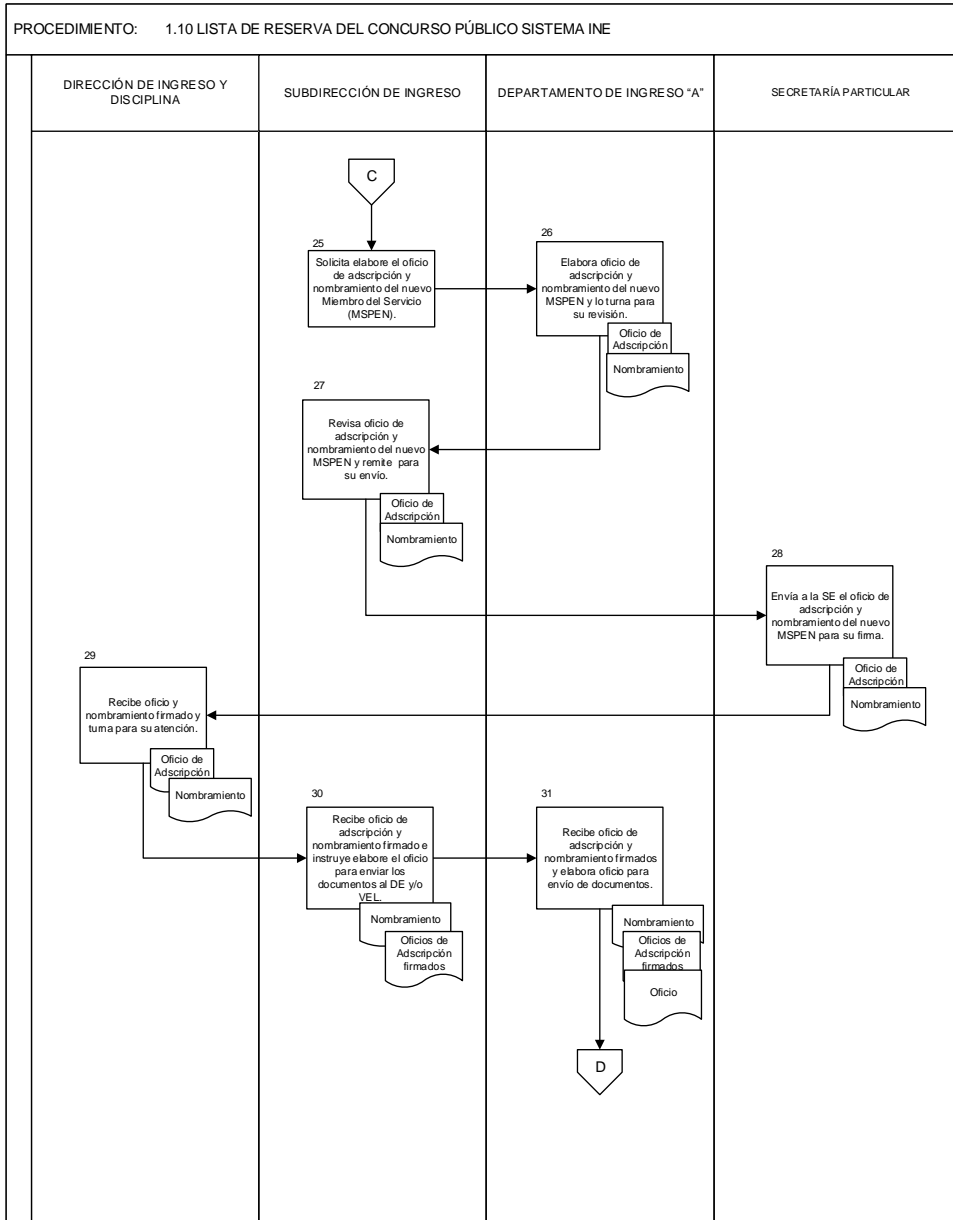 PROCEDIMIENTO: 1.10 LISTA DE RESERVA DEL CONCURSO PÚBLICO SISTEMA INE
DIRECCIÓN DE INGRESO Y
DISCIPLINA
SUBDIRECCIÓN DE INGRESO
DEPARTAMENTO DE INGRESO “A”
SECRETARÍA PARTICULAR
C
25
Solicita elabore el oficio
de adscripción y
nombramiento del nuevo
Miembro del Servicio
(MSPEN).
26
Elabora oficio de
adscripción y
nombramiento del nuevo
MSPEN y lo turna para
su revisión.
Oficio de
Adscripción
Nombramiento
27
Revisa oficio de
adscripción y
nombramiento del nuevo
MSPEN y remite para
su envío.
Oficio de
Adscripción
Nombramiento
28
Envía a la SE el oficio de
adscripción y
nombramiento del nuevo
MSPEN para su firma.
Oficio de
Adscripción
Nombramiento
29
Recibe oficio y
nombramiento firmado y
turna para su atención.
Oficio de
Adscripción
Nombramiento
30
Recibe oficio de
adscripción y
nombramiento firmado e
instruye elabore el oficio
para enviar los
documentos al DE y/o
VEL.
Nombramiento
Oficios de
Adscripción
firmados
31
Recibe oficio de
adscripción y
nombramiento firmados
y elabora oficio para
envío de documentos.
Nombramiento
Oficios de
Adscripción
firmados
Oficio
D